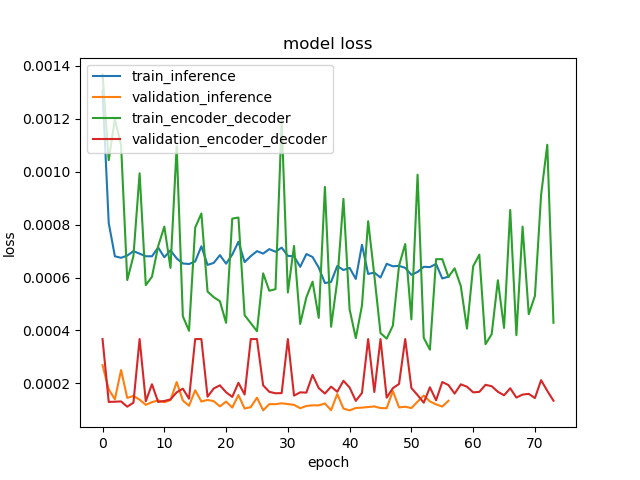 model loss
train_inference
validation_inference
train_encoder_decoder
validation_encoder_decoder
0.0014
0.0012
0.0010
0.0008
0.0006
0.0004
0.0002
loss
0 10 20 30 40 50 60 70
epoch